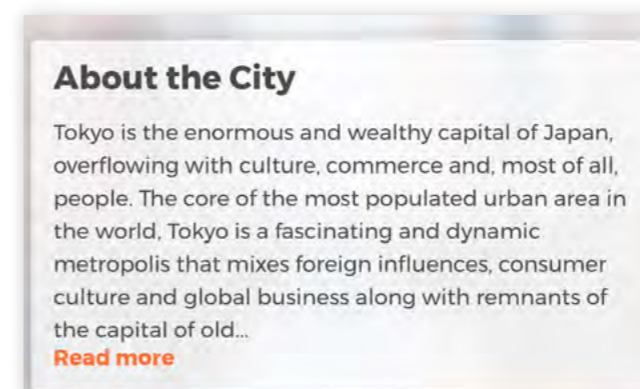 About the City
Tokyo is the enormous and wealthy capital of Japan,
overflowing with culture, commerce and, most of all,
people. The core of the most populated urban area in
the world, Tokyo is a fascinating and dynamic
metropolis that mixes foreign influences, consumer
culture and global business along with remnants of
the capital of old...
Read more